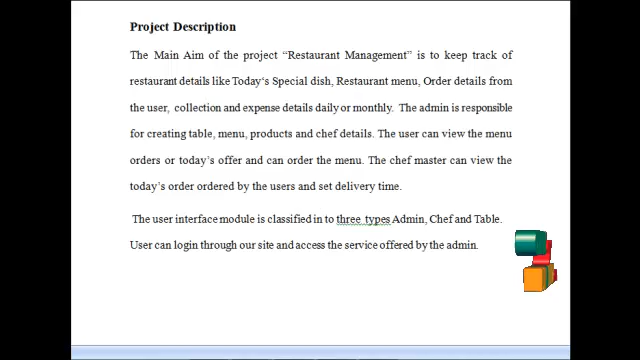 Project Description
The Main Aim of the project “Restaurant Management” is to keep track of
restaurant details like Today‘s Special dish, Restaurant menu, Order details from
the user, collection and expense details daily or monthly. The admin is responsible
for creating table, menu, products and chef details. The user can view the menu
orders or today’s offer and can order the menu. The chef master can view the
today’s order ordered by the users and set delivery time.
The user interface module is classified in to three types Admin, Chef and Table.
User can login through our site and access the service offered by the admin.